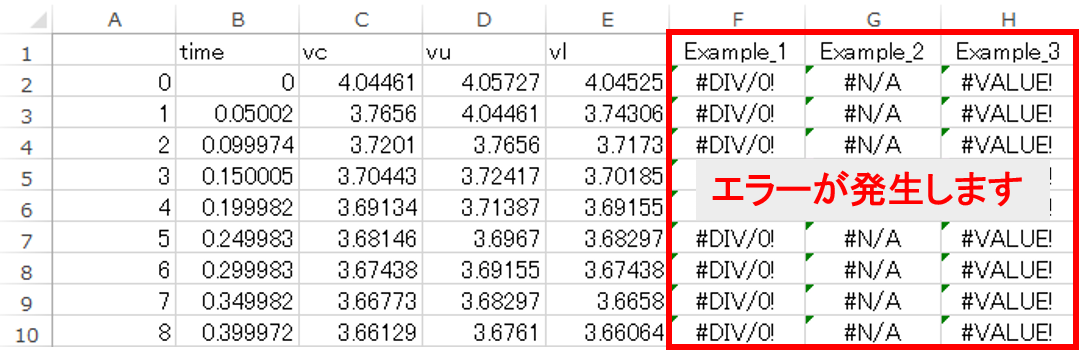 A B C D E F G H
1 time vc vu vl Example_1 Example_2 Example_3
2 0 0 4.04461 4.05727 4.04525 #DIV/0! #N/A #VALUE!
3 1 0.05002 3.7656 4.04461 3.74306 #DIV/0! #N/A #VALUE!
4 2 0.099974 3.7201 3.7656 3.7173 #DIV/0! #N/A #VALUE!
5 3 0.150005 3.70443 3.72417 3.70185
エラーが発生します
6 4 0.199982 3.69134 3.71387 3.69155
7 5 0.249983 3.68146 3.6967 3.68297 #DIV/0! #N/A #VALUE!
8 6 0.299983 3.67438 3.69155 3.67438 #DIV/0! #N/A #VALUE!
9 7 0.349982 3.66773 3.68297 3.6658 #DIV/0! #N/A #VALUE!
10 8 0.399972 3.66129 3.6761 3.66064 #DIV/0! #N/A #VALUE!